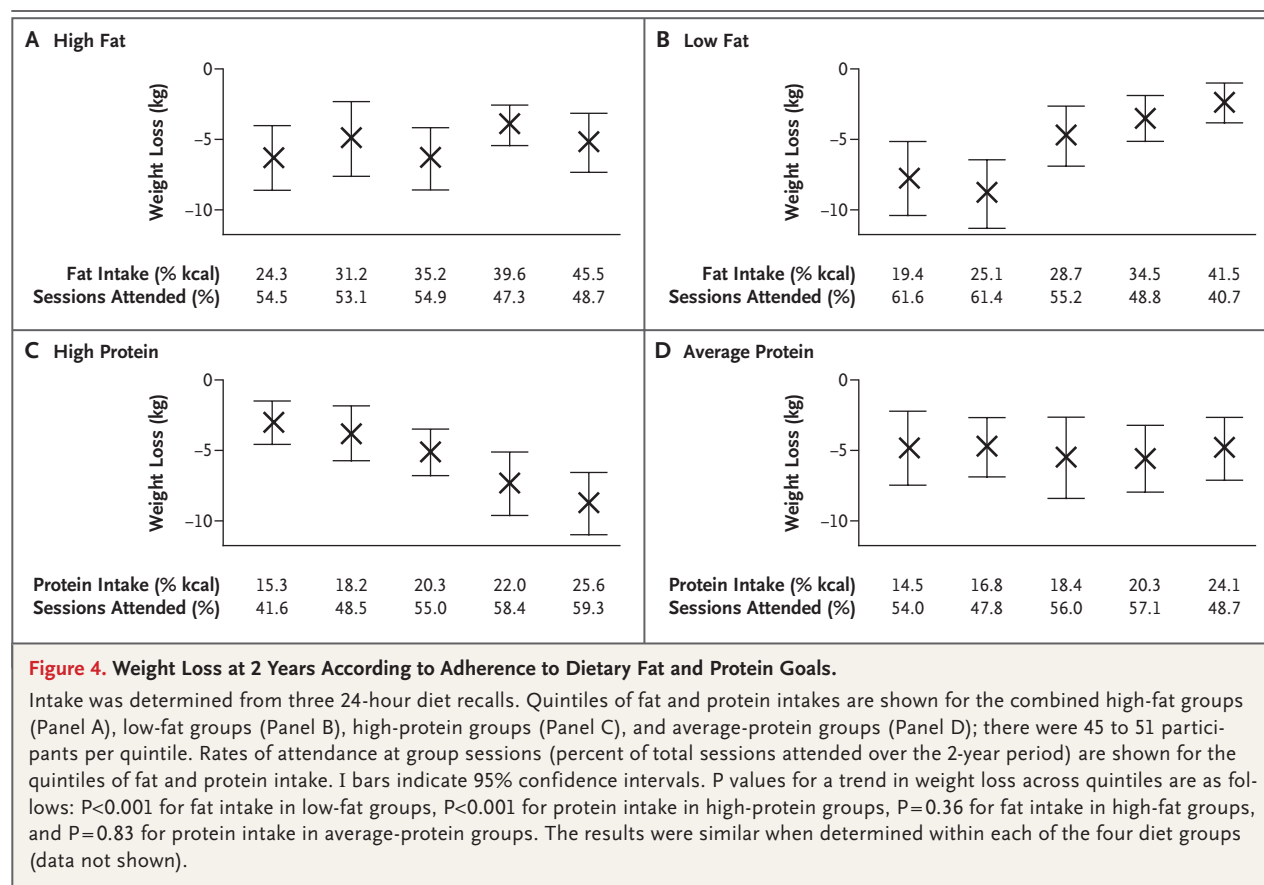 A High Fat
Weight Loss (kg)
0
–5
–10
Fat Intake (% kcal) 24.3 31.2 35.2 39.6 45.5
Sessions Attended (%) 54.5 53.1 54.9 47.3 48.7
B Low Fat
Weight Loss (kg)
0
–5
–10
Fat Intake (% kcal) 19.4 25.1 28.7 34.5 41.5
Sessions Attended (%) 61.6 61.4 55.2 48.8 40.7
C High Protein
Weight Loss (kg)
0
–5
–10
Protein Intake (% kcal) 15.3 18.2 20.3 22.0 25.6
Sessions Attended (%) 41.6 48.5 55.0 58.4 59.3
D Average Protein
Weight Loss (kg)
0
–5
–10
Protein Intake (% kcal) 14.5 16.8 18.4 20.3 24.1
Sessions Attended (%) 54.0 47.8 56.0 57.1 48.7
Figure 4. Weight Loss at 2 Years According to Adherence to Dietary Fat and Protein Goals.
Intake was determined from three 24-hour diet recalls. Quintiles of fat and protein intakes are shown for the combined high-fat groups
(Panel A), low-fat groups (Panel B), high-protein groups (Panel C), and average-protein groups (Panel D); there were 45 to 51 partici-
pants per quintile. Rates of attendance at group sessions (percent of total sessions attended over the 2-year period) are shown for the
quintiles of fat and protein intake. I bars indicate 95% confidence intervals. P values for a trend in weight loss across quintiles are as fol-
lows: P<0.001 for fat intake in low-fat groups, P<0.001 for protein intake in high-protein groups, P=0.36 for fat intake in high-fat groups,
and P=0.83 for protein intake in average-protein groups. The results were similar when determined within each of the four diet groups
(data not shown).